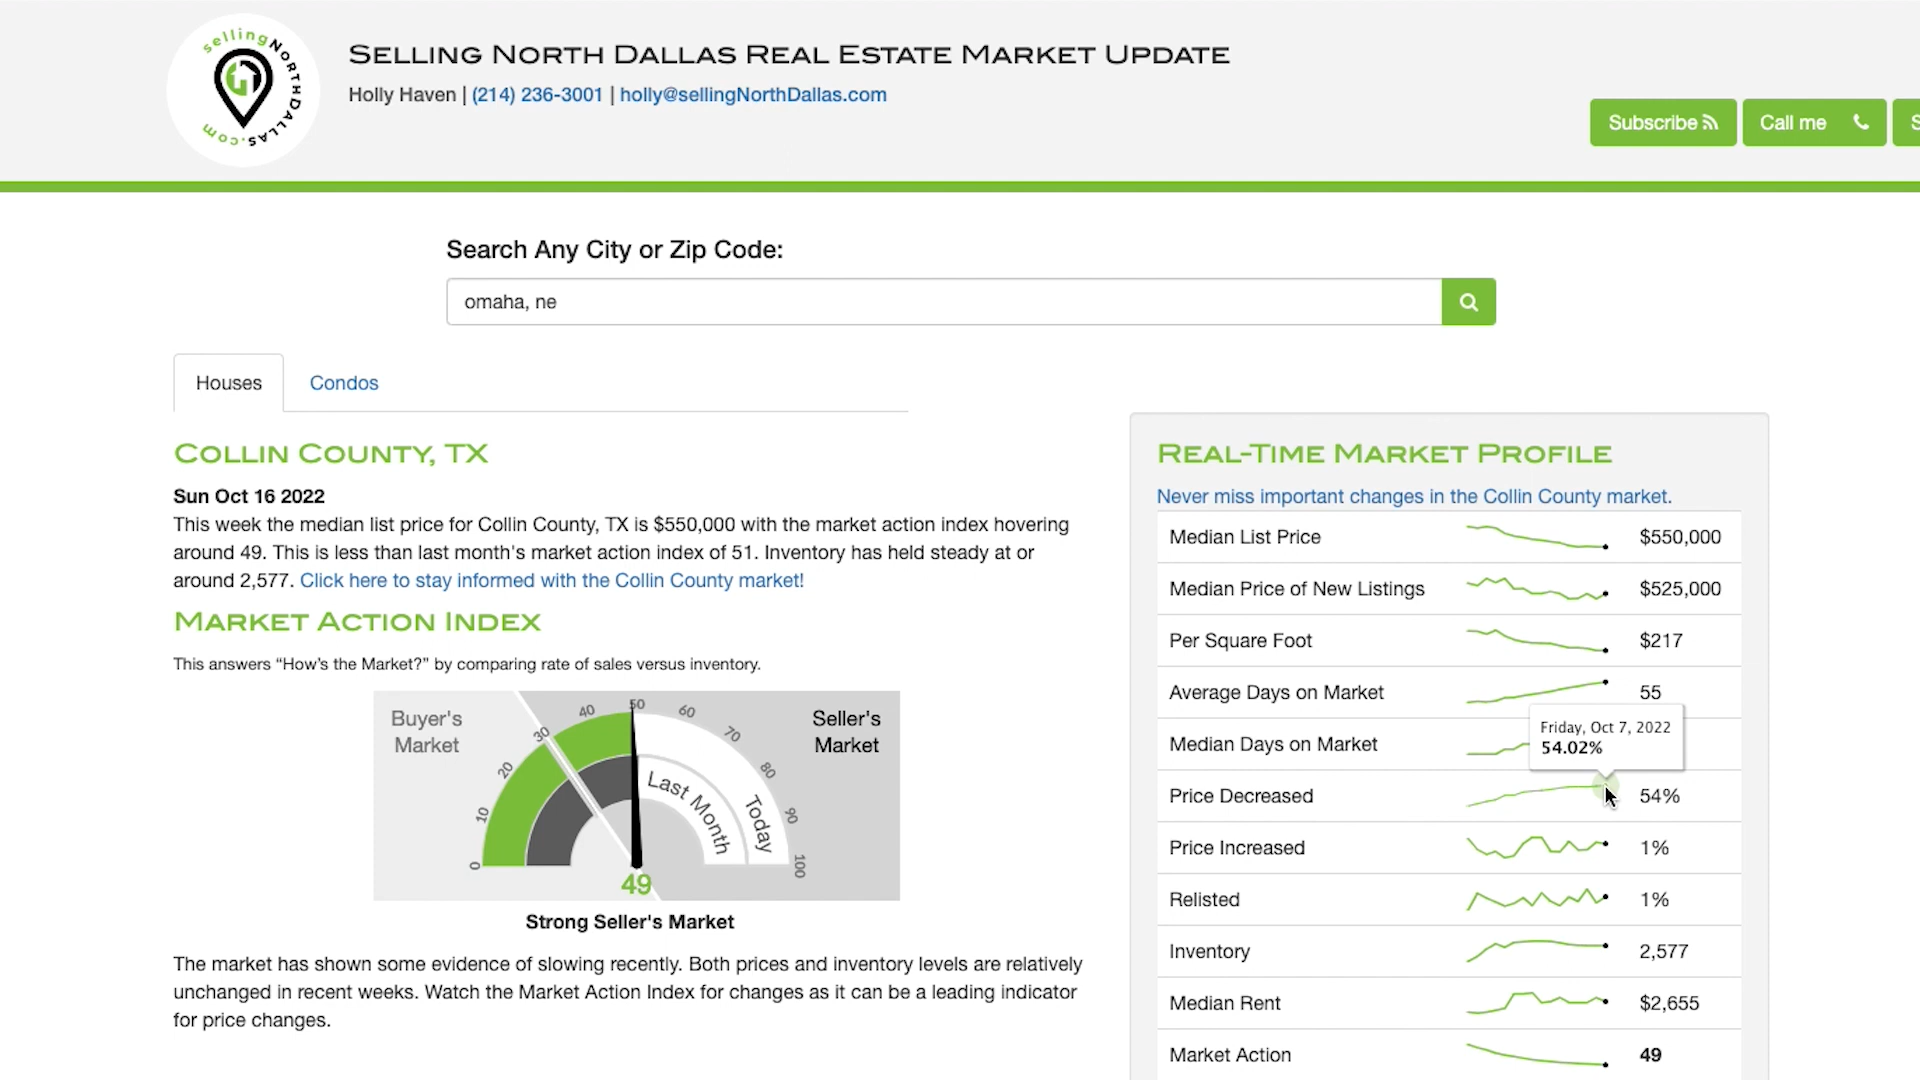 sellingNORTHDALLAS.com
SELLING NORTH DALLAS REAL ESTATE MARKET UPDATE
Holly Haven | (214) 236-3001 | holly@sellingNorthDallas.com
Subscribe
Call me
S
Search Any City or Zip Code:
omaha, ne
Houses
Condos
COLLIN COUNTY, TX
Sun Oct 16 2022
This week the median list price for Collin County, TX is $550,000 with the market action index hovering
around 49. This is less than last month's market action index of 51. Inventory has held steady at or
around 2,577. Click here to stay informed with the Collin County market!
MARKET ACTION INDEX
This answers “How’s the Market?” by comparing rate of sales versus inventory.
Buyer's
Market
Seller's
Market
0
10
20
30
40
50
60
70
80
90
100
Last Month
Today
49
Strong Seller's Market
The market has shown some evidence of slowing recently. Both prices and inventory levels are relatively
unchanged in recent weeks. Watch the Market Action Index for changes as it can be a leading indicator
for price changes.
REAL-TIME MARKET PROFILE
Never miss important changes in the Collin County market.
Median List Price $550,000
Median Price of New Listings $525,000
Per Square Foot $217
Average Days on Market 55
Friday, Oct 7, 2022
54.02%
Median Days on Market
Price Decreased 54%
Price Increased 1%
Relisted 1%
Inventory 2,577
Median Rent $2,655
Market Action 49